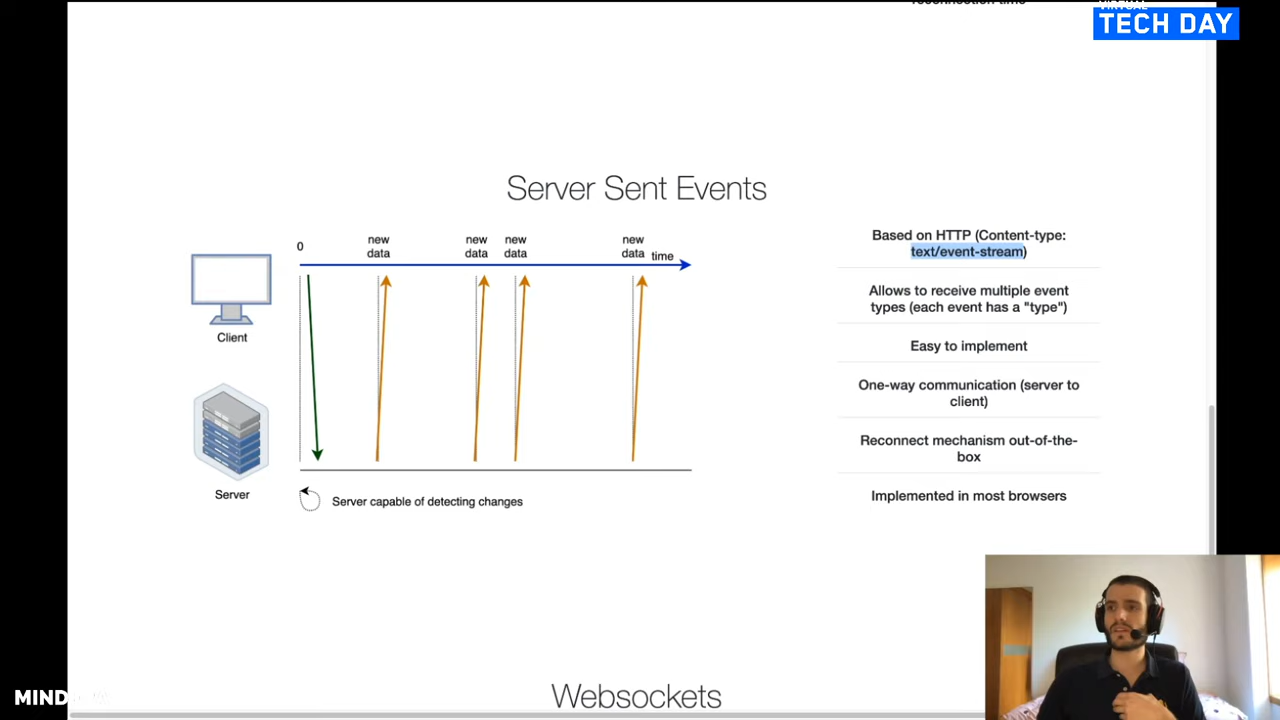 VIRTUAL
TECH DAY
reconnection time
Server Sent Events
0
new
data
new
data
new
data
new
data
time
Client
Server
Server capable of detecting changes
Based on HTTP (Content-type:
text/event-stream)
Allows to receive multiple event
types (each event has a "type")
Easy to implement
One-way communication (server to
client)
Reconnect mechanism out-of-the-
box
Implemented in most browsers
Websockets